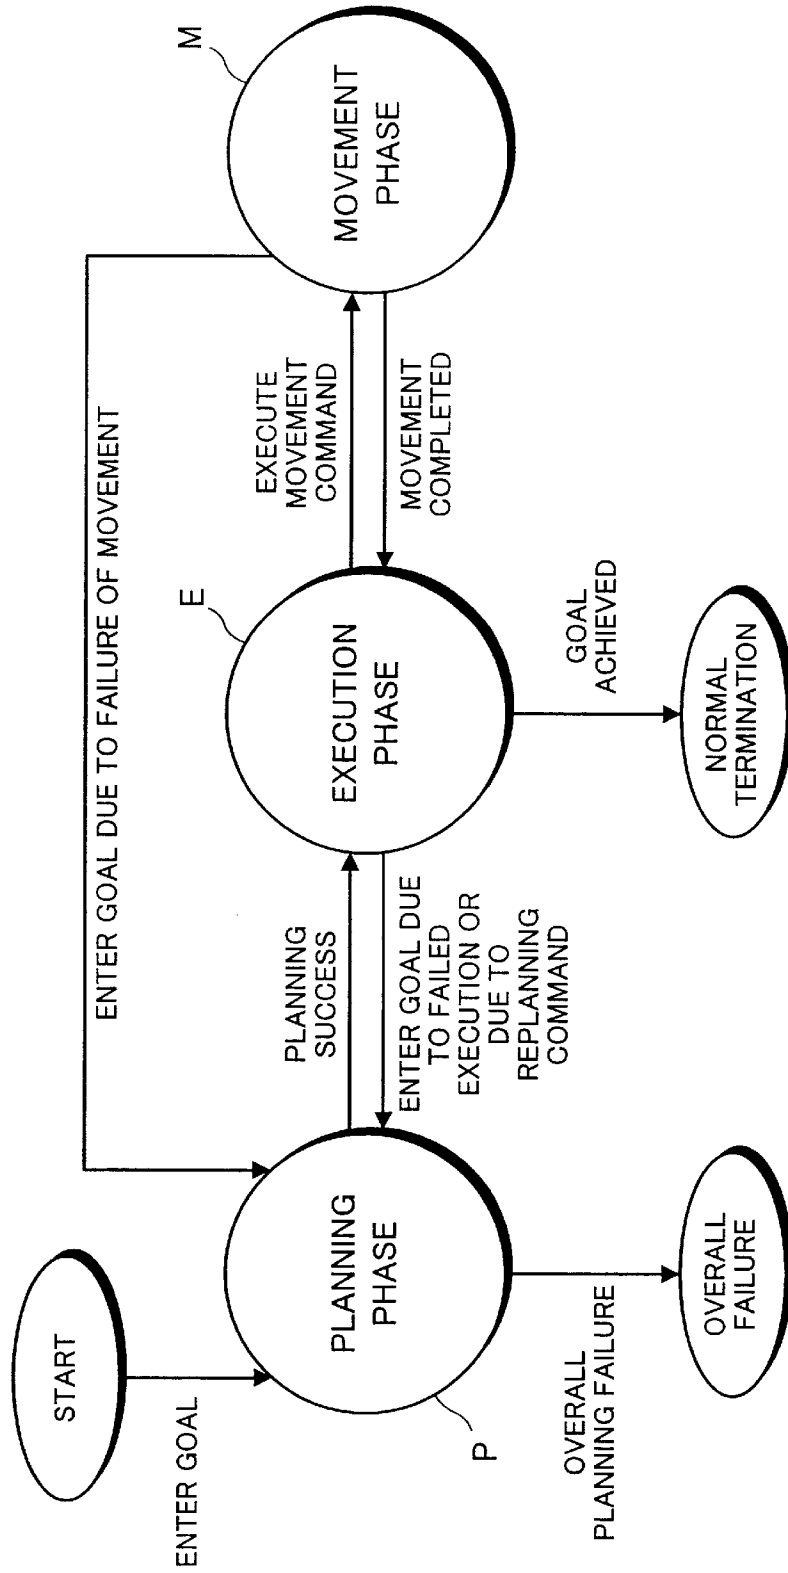 START
ENTER GOAL
ENTER GOAL DUE TO FAILURE OF MOVEMENT
PLANNING
PHASE
P
PLANNING
SUCCESS
ENTER GOAL DUE
TO FAILED
EXECUTION OR
DUE TO
REPLANNING
COMMAND
EXECUTION
PHASE
E
EXECUTE
MOVEMENT
COMMAND
MOVEMENT
COMPLETED
MOVEMENT
PHASE
M
OVERALL
PLANNING FAILURE
OVERALL
FAILURE
GOAL
ACHIEVED
NORMAL
TERMINATION